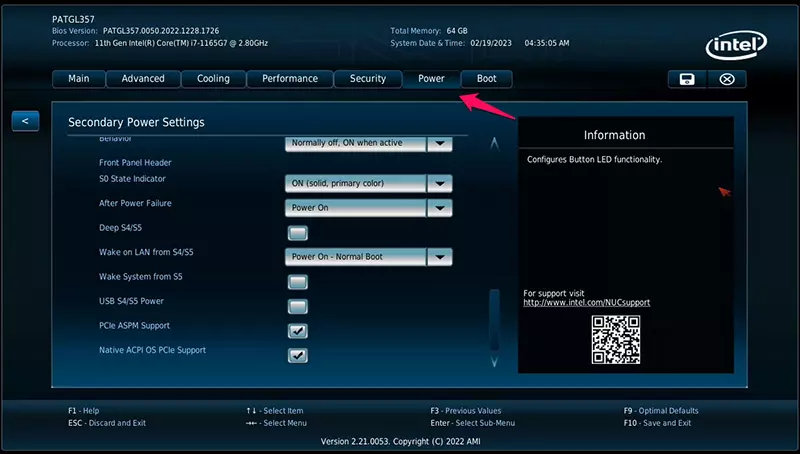 PATGL357
Bios Version: PATGL357.0050.2022.1228.1726
Total Memory: 64 GB
Processor: 11th Gen Intel(R) Core(TM) i7-1165G7 @ 2.80GHz
System Date & Time: 02/19/2023 04:35:05 AM
intel
Main Advanced Cooling Performance Security Power Boot
<
Secondary Power Settings
Behavior Normally off, ON when active
Front Panel Header
S0 State Indicator ON (solid, primary color)
After Power Failure Power On
Deep S4/S5
Wake on LAN from S4/S5 Power On - Normal Boot
Wake System from S5
USB S4/S5 Power
PCIe ASPM Support
Native ACPI OS PCIe Support
Information
Configures Button LED functionality.
For support visit
http://www.intel.com/NUCsupport
F1 - Help ↑↓ - Select Item F3 - Previous Values F9 - Optimal Defaults
ESC - Discard and Exit →← - Select Menu Enter - Select Sub-Menu F10 - Save and Exit
Version 2.21.0053. Copyright (C) 2022 AMI